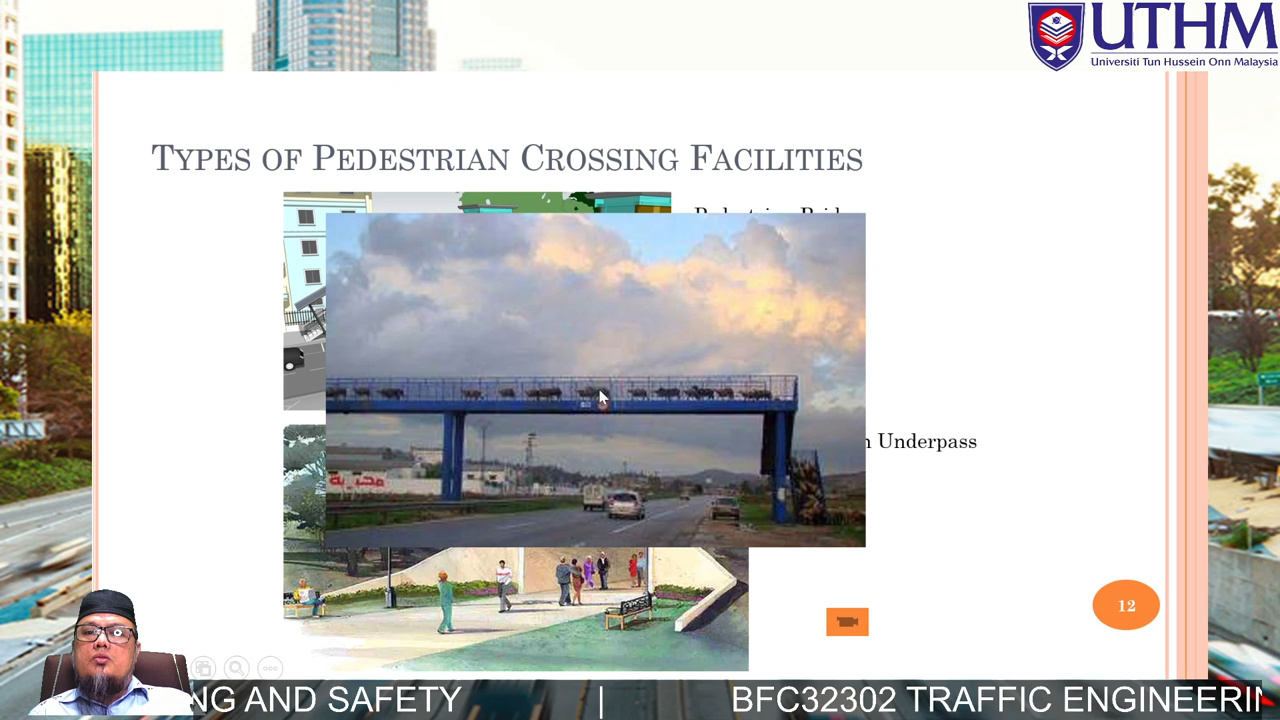 UTHM
Universiti Tun Hussein Onn Malaysia
TYPES OF PEDESTRIAN CROSSING FACILITIES
Underpass
12
NG AND SAFETY | BFC32302 TRAFFIC ENGINEERIN